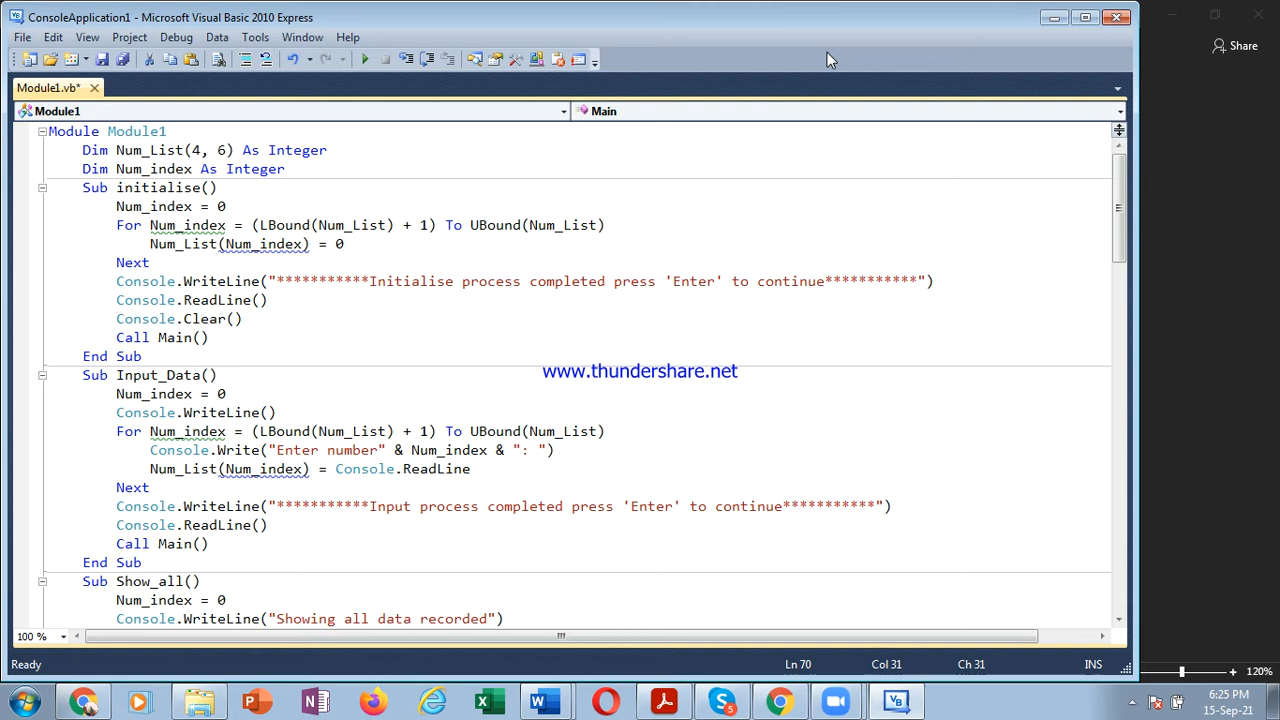 ConsoleApplication1 - Microsoft Visual Basic 2010 Express
File Edit View Project Debug Data Tools Window Help
Share
Module1.vb*
Module1 Main
Module Module1
Dim Num_List(4, 6) As Integer
Dim Num_index As Integer
Sub initialise()
Num_index = 0
For Num_index = (LBound(Num_List) + 1) To UBound(Num_List)
Num_List(Num_index) = 0
Next
Console.WriteLine("***********Initialise process completed press 'Enter' to continue***********")
Console.ReadLine()
Console.Clear()
Call Main()
End Sub
www.thundershare.net
Sub Input_Data()
Num_index = 0
Console.WriteLine()
For Num_index = (LBound(Num_List) + 1) To UBound(Num_List)
Console.Write("Enter number" & Num_index & ": ")
Num_List(Num_index) = Console.ReadLine
Next
Console.WriteLine("***********Input process completed press 'Enter' to continue***********")
Console.ReadLine()
Call Main()
End Sub
Sub Show_all()
Num_index = 0
Console.WriteLine("Showing all data recorded")
100 %
Ready Ln 70 Col 31 Ch 31 INS
120%
6:25 PM
15-Sep-21